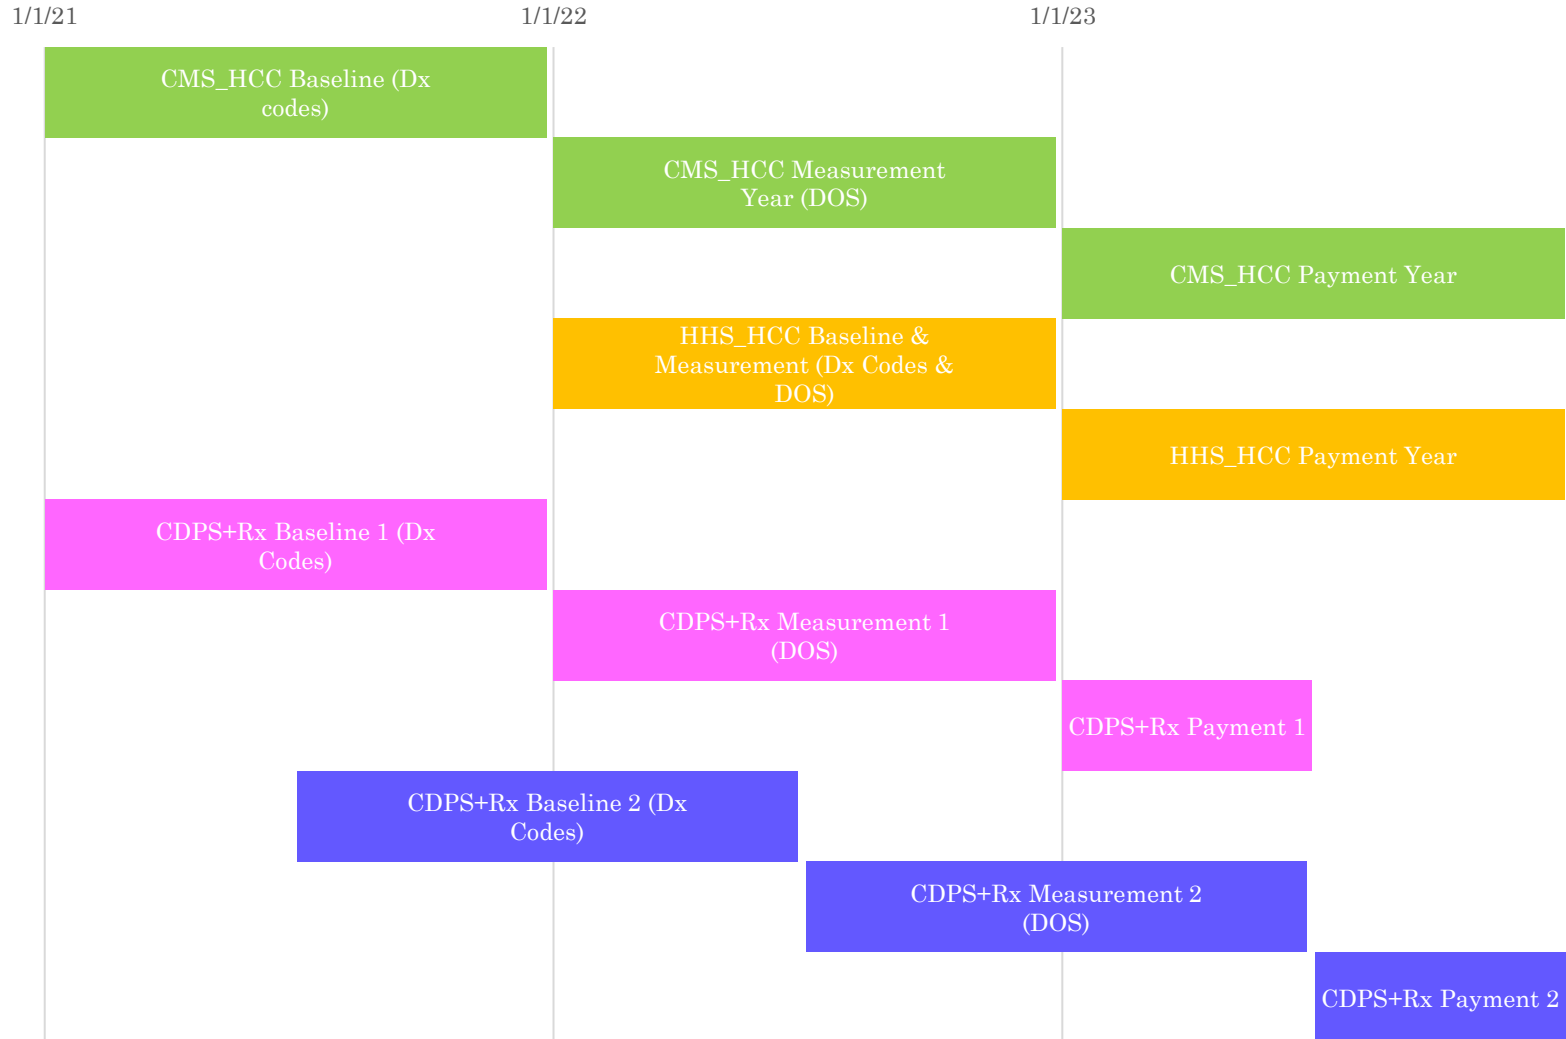 1/1/21
1/1/22
1/1/23
CMS_HCC Baseline (Dx
codes)
CMS_HCC Measurement
Year (DOS)
CMS_HCC Payment Year
HHS_HCC Baseline &
Measurement (Dx Codes &
DOS)
HHS_HCC Payment Year
CDPS+Rx Baseline 1 (Dx
Codes)
CDPS+Rx Measurement 1
(DOS)
CDPS+Rx Payment 1
CDPS+Rx Baseline 2 (Dx
Codes)
CDPS+Rx Measurement 2
(DOS)
CDPS+Rx Payment 2